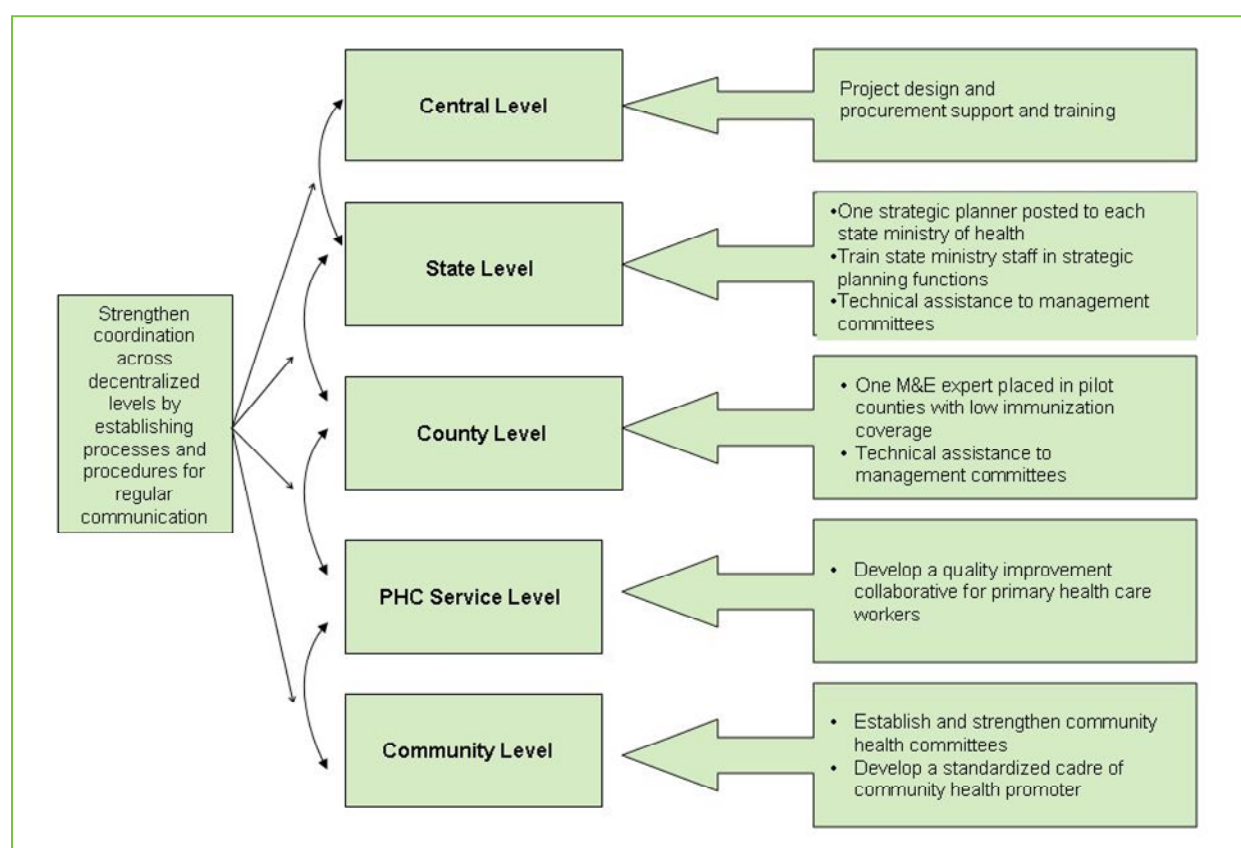 Central Level
Project design and
procurement support and training
State Level
•One strategic planner posted to each
state ministry of health
•Train state ministry staff in strategic
planning functions
•Technical assistance to management
committees
Strengthen
coordination
across
decentralized
levels by
establishing
processes and
procedures for
regular
communication
County Level
• One M&E expert placed in pilot
counties with low immunization
coverage
• Technical assistance to
management committees
PHC Service Level
• Develop a quality improvement
collaborative for primary health care
workers
Community Level
• Establish and strengthen community
health committees
• Develop a standardized cadre of
community health promoter